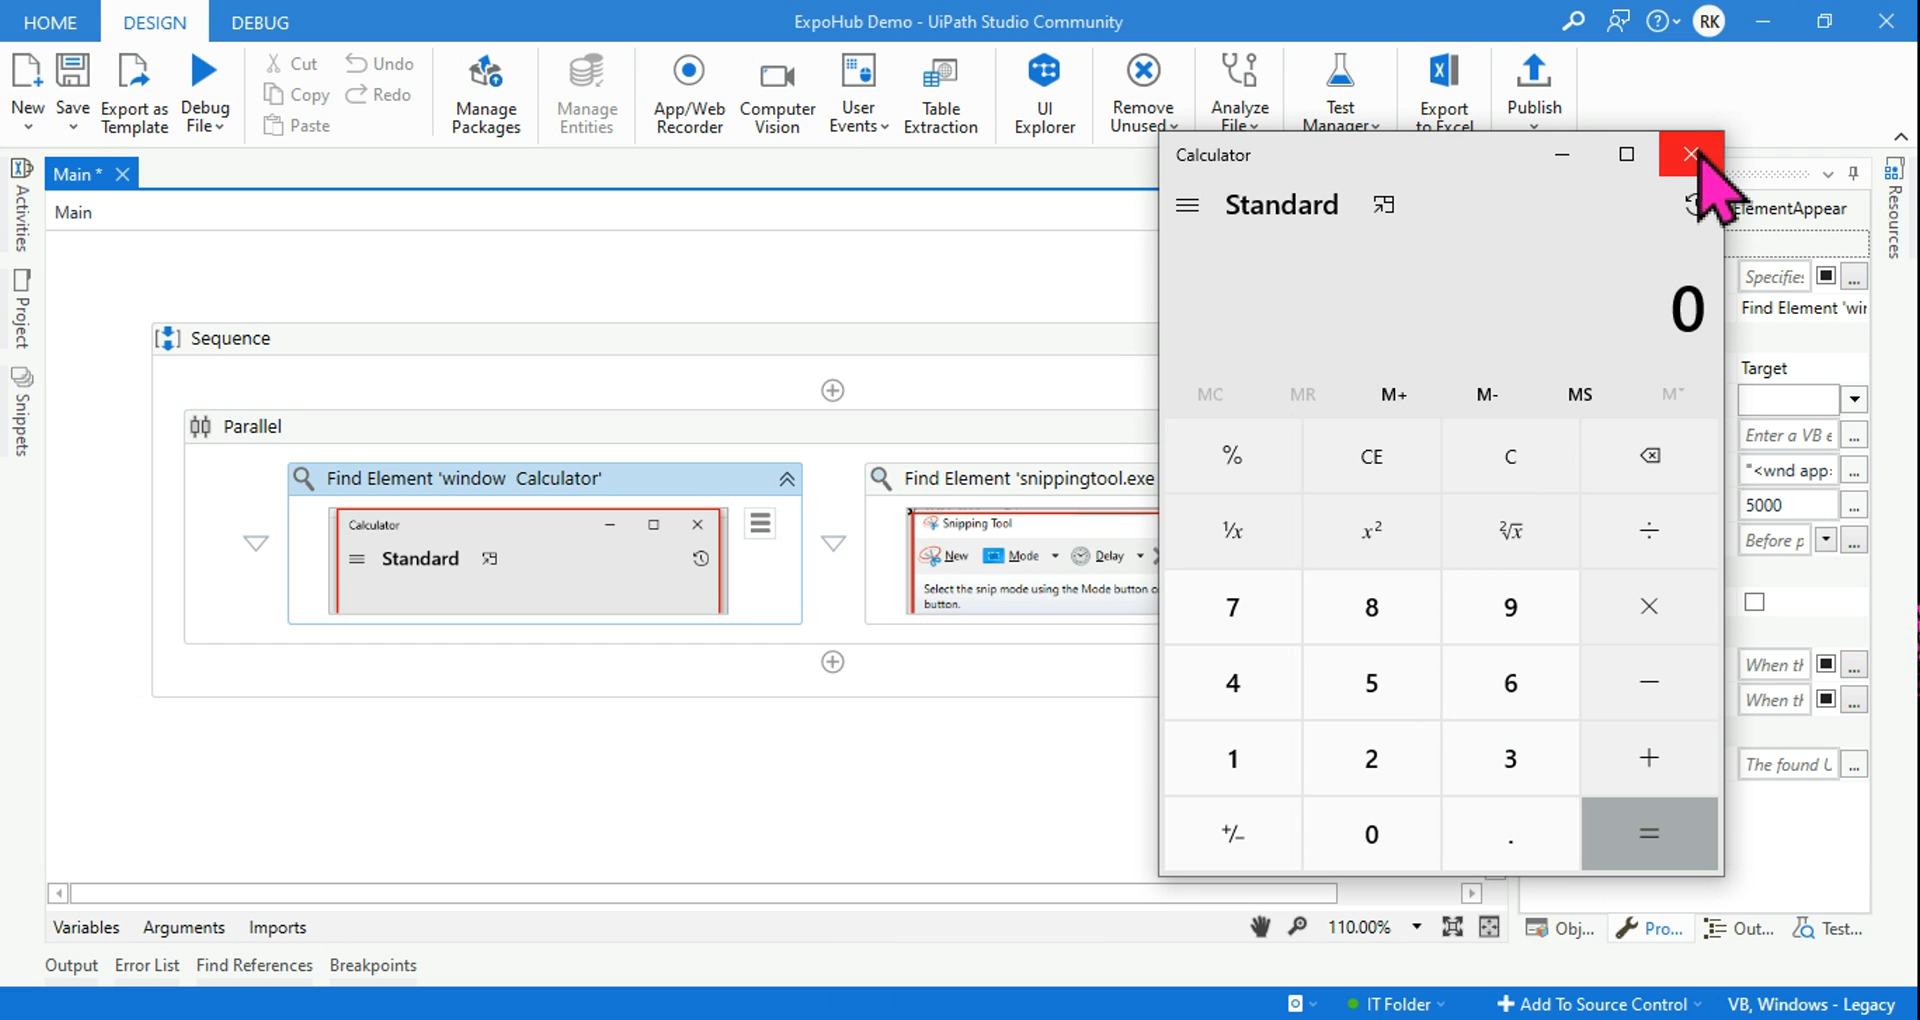 HOME DESIGN DEBUG ExpoHub Demo - UiPath Studio Community RK
New Save Export as Template Debug File
Cut Copy Paste Undo Redo
Manage Packages Manage Entities App/Web Recorder Computer Vision User Events Table Extraction UI Explorer Remove Unused Analyze File Test Manager Export to Excel Publish
Main *
Main
Activities
Project
Snippets
Resources
Sequence
Parallel
Find Element 'window Calculator'
Calculator
Standard
Find Element 'snippingtool.exe
Snipping Tool
New Mode Delay
Select the snip mode using the Mode button o
button.
Calculator
Standard
0
MC MR M+ M- MS M
% CE C
¹/x x² ²√x ÷
7 8 9 ×
4 5 6 −
1 2 3 +
+/− 0 . =
ElementAppear
Specifies ...
Find Element 'wir
Target
Enter a VB e ...
"<wnd app: ...
5000 ...
Before p ...
When th ...
When th ...
The found U ...
Variables Arguments Imports 110.00%
Obj... Pro... Out... Test...
Output Error List Find References Breakpoints
IT Folder Add To Source Control VB, Windows - Legacy